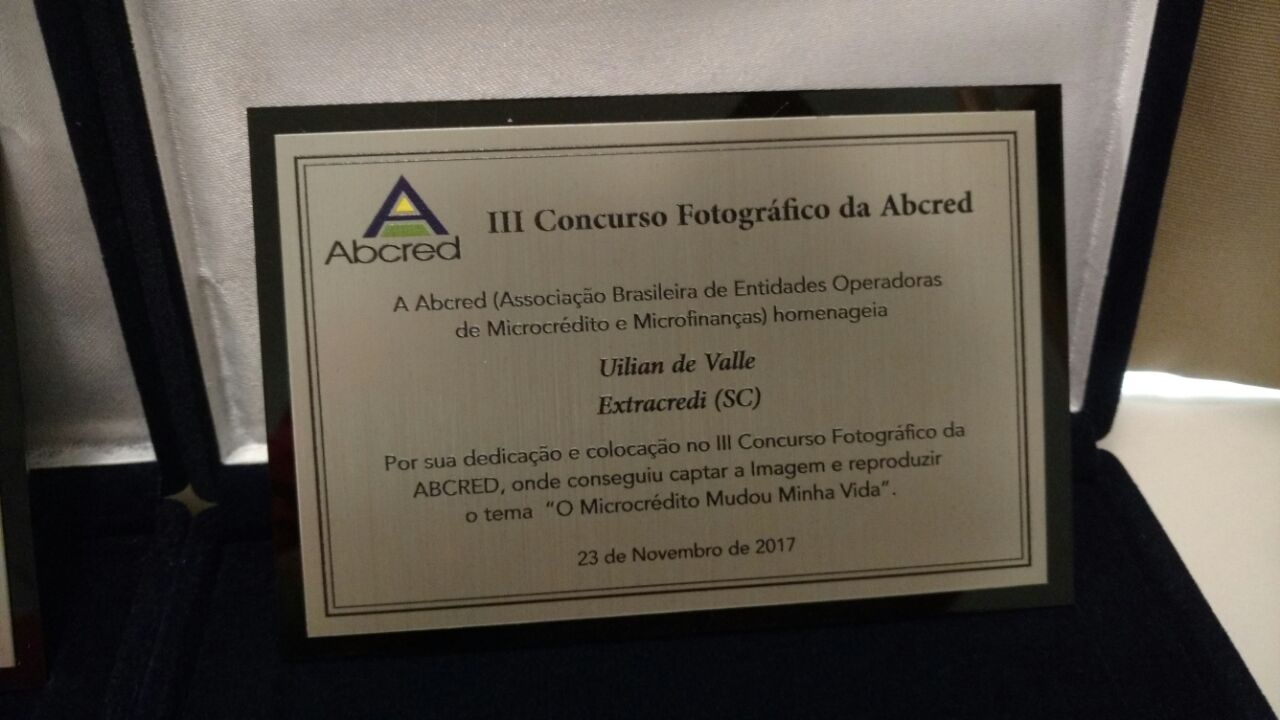 Abcred
III Concurso Fotográfico da Abcred
A Abcred (Associação Brasileira de Entidades Operadoras
de Microcrédito e Microfinanças) homenageia
Uilian de Valle
Extracredi (SC)
Por sua dedicação e colocação no III Concurso Fotográfico da
ABCRED, onde conseguiu captar a Imagem e reproduzir
o tema "O Microcrédito Mudou Minha Vida".
23 de Novembro de 2017